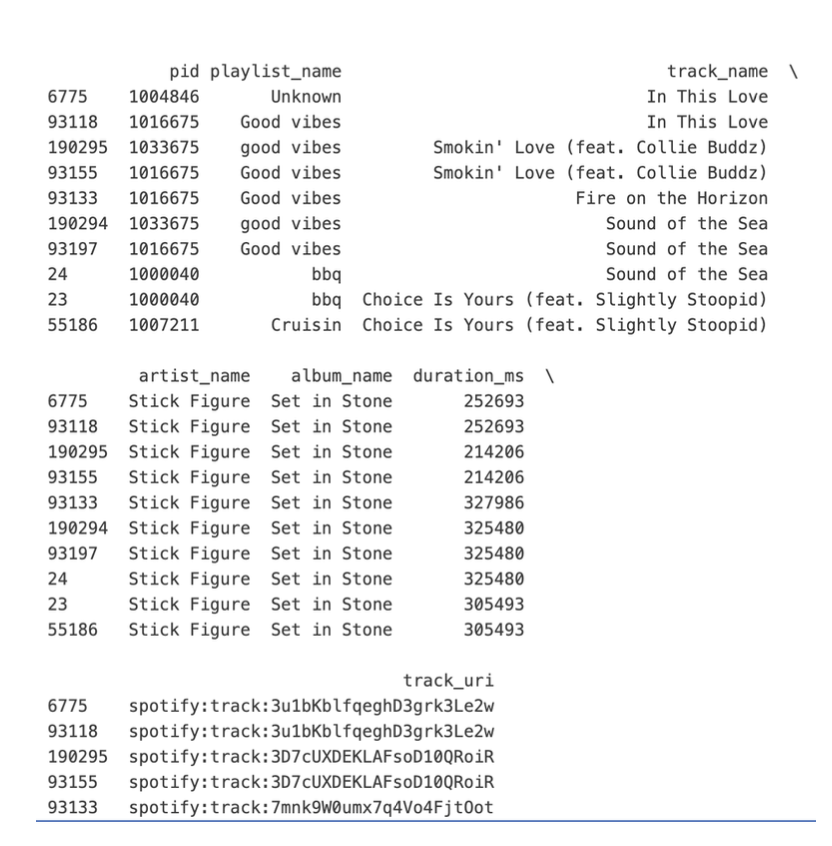 pid playlist_name track_name \
6775 1004846 Unknown In This Love
93118 1016675 Good vibes In This Love
190295 1033675 good vibes Smokin' Love (feat. Collie Buddz)
93155 1016675 Good vibes Smokin' Love (feat. Collie Buddz)
93133 1016675 Good vibes Fire on the Horizon
190294 1033675 good vibes Sound of the Sea
93197 1016675 Good vibes Sound of the Sea
24 1000040 bbq Sound of the Sea
23 1000040 bbq Choice Is Yours (feat. Slightly Stoopid)
55186 1007211 Cruisin Choice Is Yours (feat. Slightly Stoopid)
artist_name album_name duration_ms \
6775 Stick Figure Set in Stone 252693
93118 Stick Figure Set in Stone 252693
190295 Stick Figure Set in Stone 214206
93155 Stick Figure Set in Stone 214206
93133 Stick Figure Set in Stone 327986
190294 Stick Figure Set in Stone 325480
93197 Stick Figure Set in Stone 325480
24 Stick Figure Set in Stone 325480
23 Stick Figure Set in Stone 305493
55186 Stick Figure Set in Stone 305493
track_uri
6775 spotify:track:3u1bKblfqeghD3grk3Le2w
93118 spotify:track:3u1bKblfqeghD3grk3Le2w
190295 spotify:track:3D7cUXDEKLAFsoD10QRoiR
93155 spotify:track:3D7cUXDEKLAFsoD10QRoiR
93133 spotify:track:7mnk9W0umx7q4Vo4FjtOot